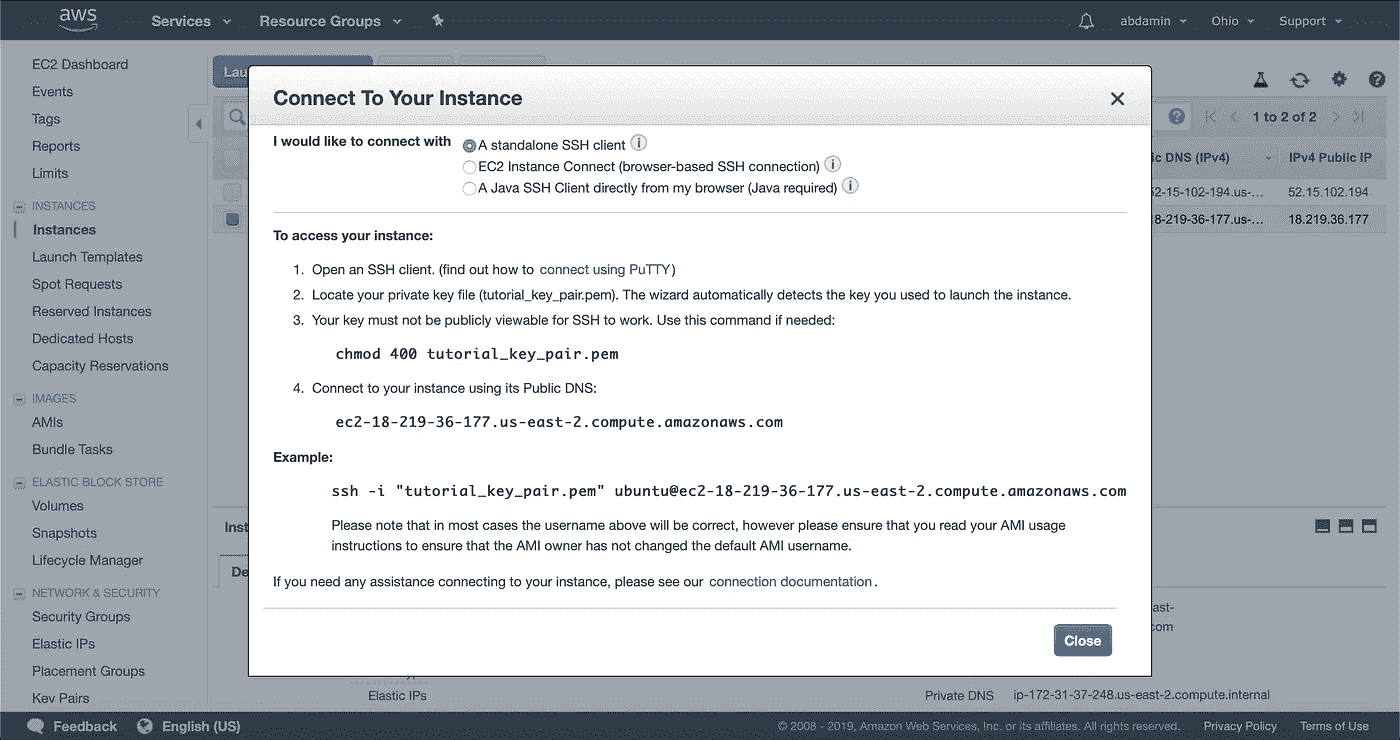 aws
Services
Resource Groups
abdamin
Ohio
Support
EC2 Dashboard
Events
Tags
Reports
Limits
INSTANCES
Instances
Launch Templates
Spot Requests
Reserved Instances
Dedicated Hosts
Capacity Reservations
IMAGES
AMIs
Bundle Tasks
ELASTIC BLOCK STORE
Volumes
Snapshots
Lifecycle Manager
NETWORK & SECURITY
Security Groups
Elastic IPs
Placement Groups
Key Pairs
Lau
1 to 2 of 2
ic DNS (IPv4)
IPv4 Public IP
52-15-102-194.us-...
52.15.102.194
18-219-36-177.us-...
18.219.36.177
Connect To Your Instance
I would like to connect with
A standalone SSH client
EC2 Instance Connect (browser-based SSH connection)
A Java SSH Client directly from my browser (Java required)
To access your instance:
1. Open an SSH client. (find out how to connect using PuTTY)
2. Locate your private key file (tutorial_key_pair.pem). The wizard automatically detects the key you used to launch the instance.
3. Your key must not be publicly viewable for SSH to work. Use this command if needed:
chmod 400 tutorial_key_pair.pem
4. Connect to your instance using its Public DNS:
ec2-18-219-36-177.us-east-2.compute.amazonaws.com
Example:
ssh -i "tutorial_key_pair.pem" ubuntu@ec2-18-219-36-177.us-east-2.compute.amazonaws.com
Please note that in most cases the username above will be correct, however please ensure that you read your AMI usage
instructions to ensure that the AMI owner has not changed the default AMI username.
If you need any assistance connecting to your instance, please see our connection documentation.
Close
Inst
De
ast-
com
Elastic IPs
Private DNS
ip-172-31-37-248.us-east-2.compute.internal
Feedback
English (US)
© 2008 - 2019, Amazon Web Services, Inc. or its affiliates. All rights reserved.
Privacy Policy
Terms of Use